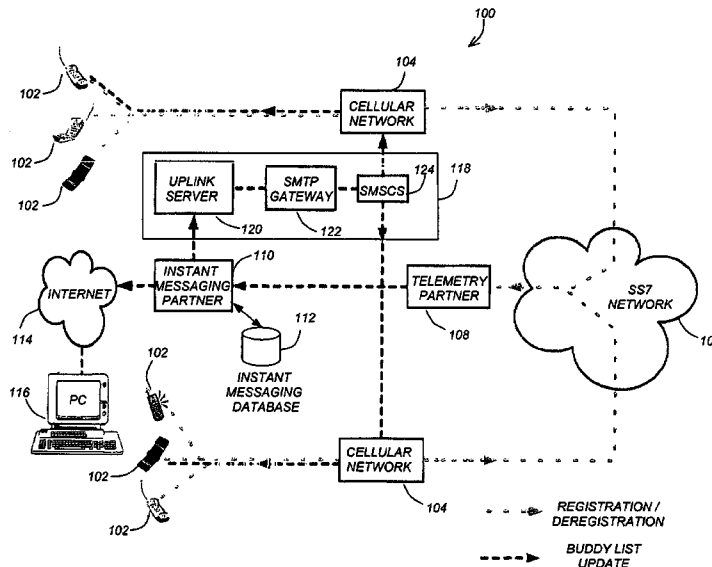 100
104
102
CELLULAR
NETWORK
102
124
118
UPLINK
SERVER
SMTP
GATEWAY
SMSCS
102
120
122
110
INTERNET
INSTANT
MESSAGING
PARTNER
TELEMETRY
PARTNER
SS7
NETWORK
114
112
108
10
102
116
PC
INSTANT
MESSAGING
DATABASE
102
CELLULAR
NETWORK
102
104
REGISTRATION /
DEREGISTRATION
BUDDY LIST
UPDATE